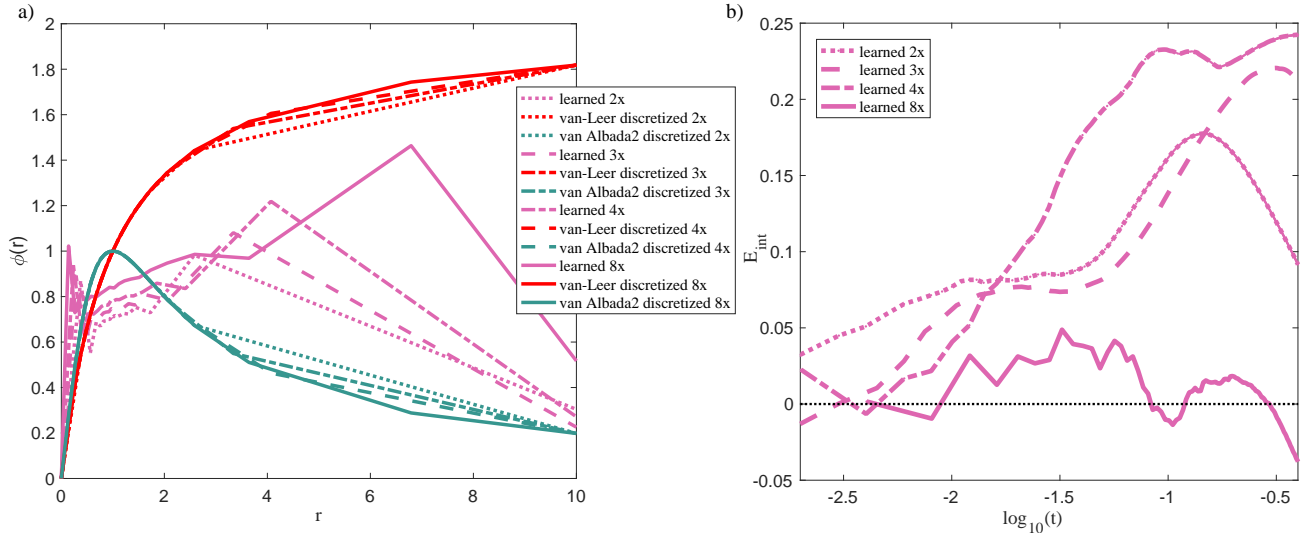 a)
2
1.8
1.6
1.4
1.2
1
0.8
0.6
0.4
0.2
0
ϕ(r)
0 2 4 6 8 10
r
learned 2x
van-Leer discretized 2x
van Albada2 discretized 2x
learned 3x
van-Leer discretized 3x
van Albada2 discretized 3x
learned 4x
van-Leer discretized 4x
van Albada2 discretized 4x
learned 8x
van-Leer discretized 8x
van Albada2 discretized 8x
b)
0.25
0.2
0.15
0.1
0.05
0
-0.05
E_int
learned 2x
learned 3x
learned 4x
learned 8x
-2.5 -2 -1.5 -1 -0.5
log₁₀(t)